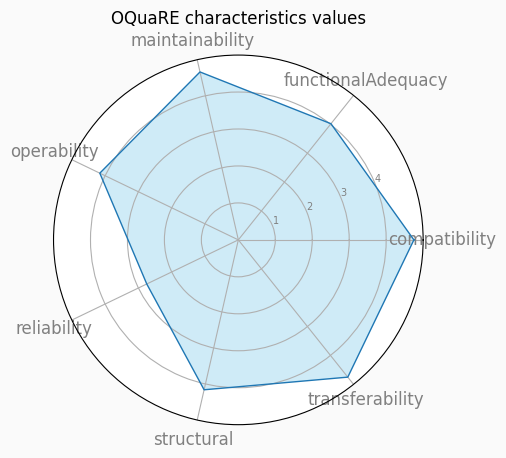 OQuaRE characteristics values
maintainability
functionalAdequacy
operability
4
3
2
1
compatibility
reliability
transferability
structural